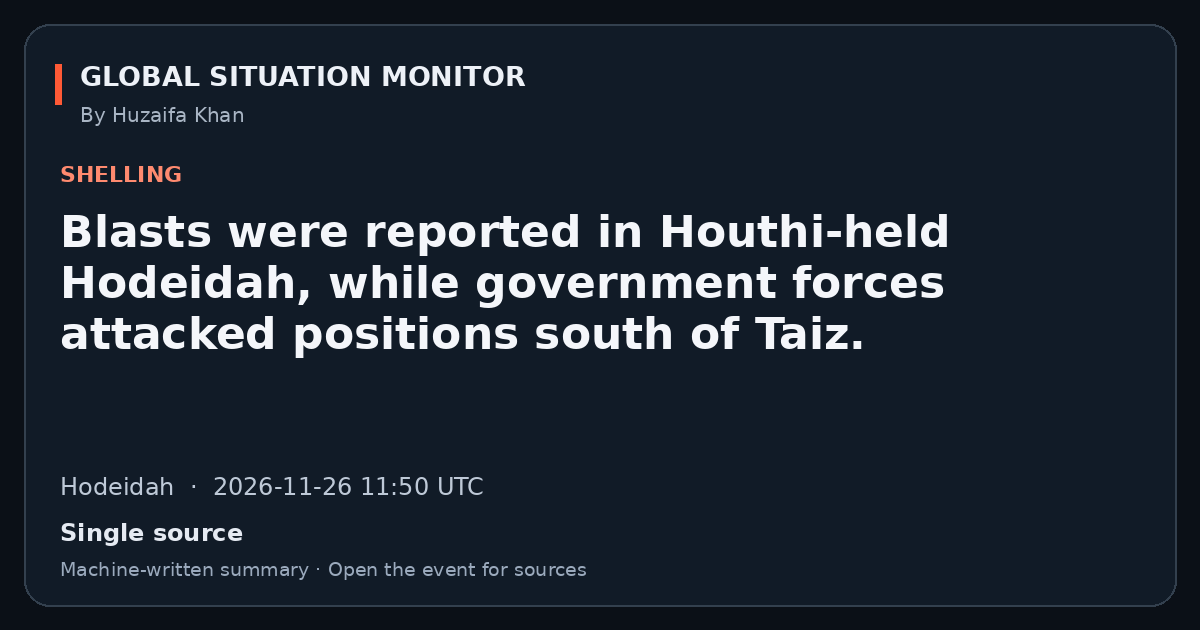 GLOBAL SITUATION MONITOR
By Huzaifa Khan
SHELLING
Blasts were reported in Houthi-held
Hodeidah, while government forces
attacked positions south of Taiz.
Hodeidah · 2026-11-26 11:50 UTC
Single source
Machine-written summary · Open the event for sources